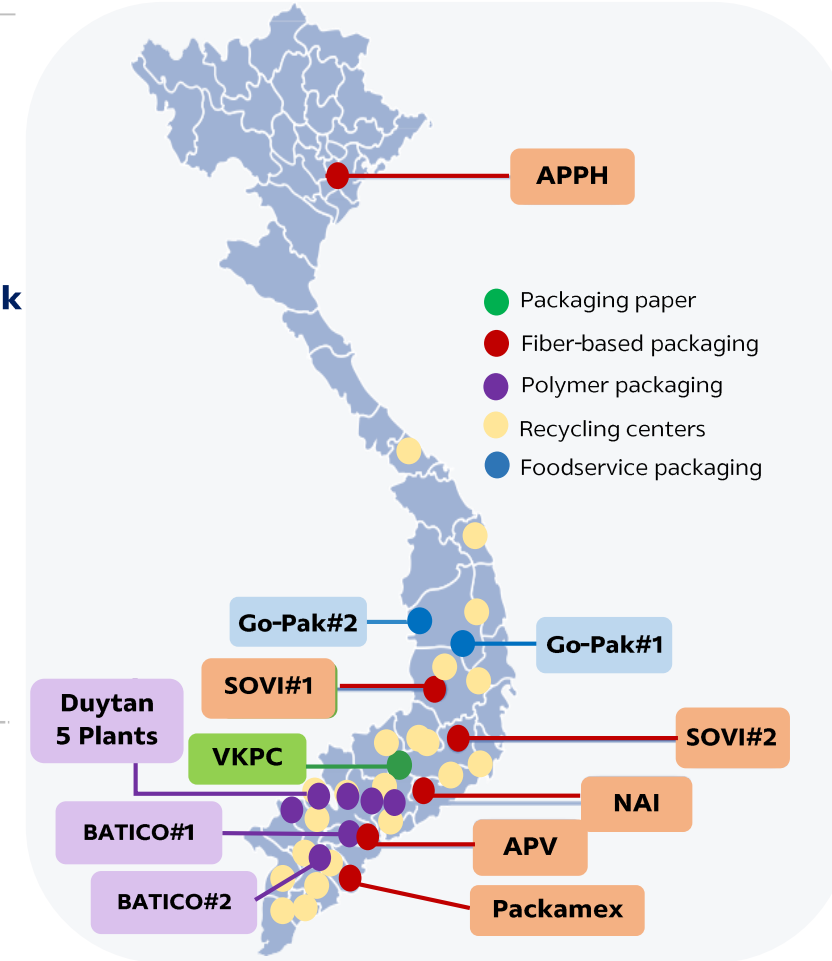 k
APPH
Packaging paper
Fiber-based packaging
Polymer packaging
Recycling centers
Foodservice packaging
Go-Pak#2
Go-Pak#1
SOVI#1
Duytan
5 Plants
SOVI#2
VKPC
NAI
BATICO#1
APV
BATICO#2
Packamex